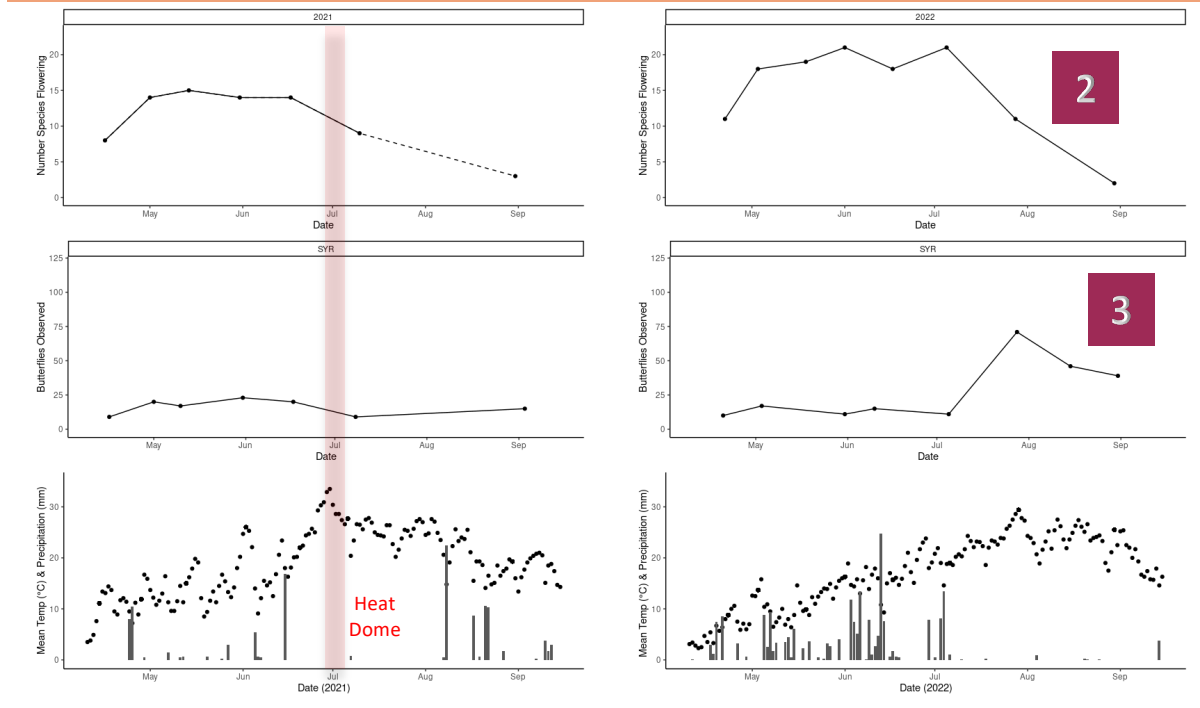 2021
Number Species Flowering
20
15
10
5
0
May Jun Jul Aug Sep
Date
2022
Number Species Flowering
20
15
10
5
0
May Jun Jul Aug Sep
Date
2
SYR
Butterflies Observed
125
100
75
50
25
0
May Jun Jul Aug Sep
Date
SYR
Butterflies Observed
125
100
75
50
25
0
May Jun Jul Aug Sep
Date
3
Mean Temp (°C) & Precipitation (mm)
30
20
10
0
May Jun Jul Aug Sep
Date (2021)
Heat
Dome
Mean Temp (°C) & Precipitation (mm)
30
20
10
0
May Jun Jul Aug Sep
Date (2022)